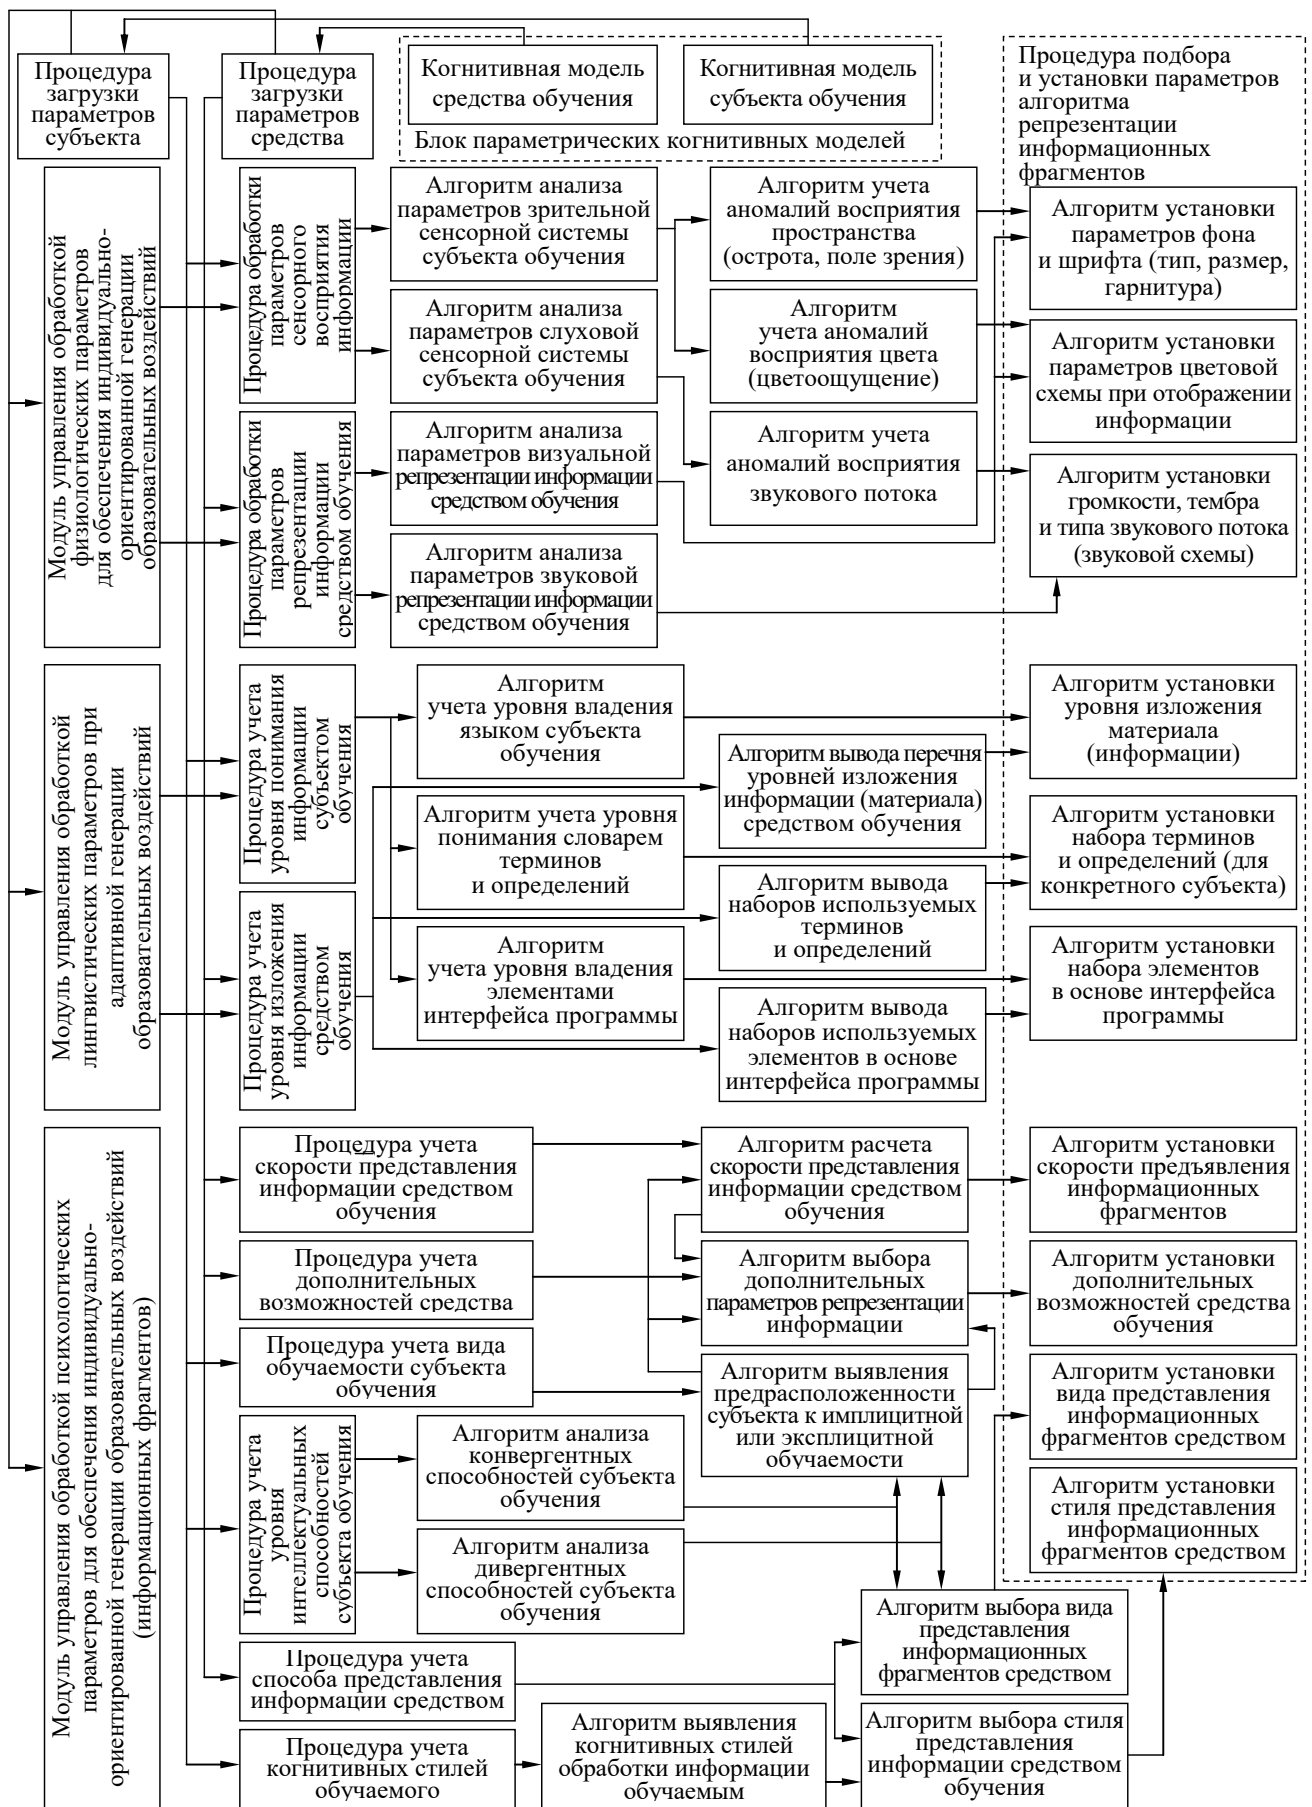 Процедура
загрузки
параметров
субъекта
Процедура
загрузки
параметров
средства
Когнитивная модель
средства обучения
Когнитивная модель
субъекта обучения
Блок параметрических когнитивных моделей
Процедура подбора
и установки параметров
алгоритма
репрезентации
информационных
фрагментов
Модуль управления обработкой
физиологических параметров
для обеспечения индивидуально-
ориентированной генерации
образовательных воздействий
Процедура обработки
параметров
сенсорного
восприятия
информации
Алгоритм анализа
параметров зрительной
сенсорной системы
субъекта обучения
Алгоритм учета
аномалий восприятия
пространства
(острота, поле зрения)
Алгоритм установки
параметров фона
и шрифта (тип, размер,
гарнитура)
Алгоритм анализа
параметров слуховой
сенсорной системы
субъекта обучения
Алгоритм
учета аномалий
восприятия цвета
(цветоощущение)
Алгоритм установки
параметров цветовой
схемы при отображении
информации
Процедура обработки
параметров
репрезентации
информации
средством обучения
Алгоритм анализа
параметров визуальной
репрезентации информации
средством обучения
Алгоритм учета
аномалий восприятия
звукового потока
Алгоритм установки
громкости, тембра
и типа звукового потока
(звуковой схемы)
Алгоритм анализа
параметров звуковой
репрезентации информации
средством обучения
Модуль управления обработкой
лингвистических параметров при
адаптивной генерации
образовательных воздействий
Процедура учета
уровня понимания
информации
субъектом
обучения
Алгоритм
учета уровня владения
языком субъекта
обучения
Алгоритм установки
уровня изложения
материала
(информации)
Алгоритм вывода перечня
уровней изложения
информации (материала)
средством обучения
Алгоритм учета уровня
понимания словарем
терминов
и определений
Алгоритм установки
набора терминов
и определений (для
конкретного субъекта)
Процедура учета
уровня изложения
информации
средством
обучения
Алгоритм вывода
наборов используемых
терминов
и определений
Алгоритм
учета уровня владения
элементами
интерфейса программы
Алгоритм установки
набора элементов
в основе интерфейса
программы
Алгоритм вывода
наборов используемых
элементов в основе
интерфейса программы
Модуль управления обработкой психологических
параметров для обеспечения индивидуально-
ориентированной генерации образовательных воздействий
(информационных фрагментов)
Процедура учета
скорости представления
информации средством
обучения
Алгоритм расчета
скорости представления
информации средством
обучения
Алгоритм установки
скорости предъявления
информационных
фрагментов
Процедура учета
дополнительных
возможностей средства
Алгоритм выбора
дополнительных
параметров репрезентации
информации
Алгоритм установки
дополнительных
возможностей средства
обучения
Процедура учета вида
обучаемости субъекта
обучения
Алгоритм выявления
предрасположенности
субъекта к имплицитной
или эксплицитной
обучаемости
Алгоритм установки
вида представления
информационных
фрагментов средством
Процедура учета
уровня
интеллектуальных
способностей
субъекта обучения
Алгоритм анализа
конвергентных
способностей субъекта
обучения
Алгоритм установки
стиля представления
информационных
фрагментов средством
Алгоритм анализа
дивергентных
способностей субъекта
обучения
Алгоритм выбора вида
представления
информационных
фрагментов средством
Процедура учета
способа представления
информации средством
Процедура учета
когнитивных стилей
обучаемого
Алгоритм выявления
когнитивных стилей
обработки информации
обучаемым
Алгоритм выбора стиля
представления
информации средством
обучения